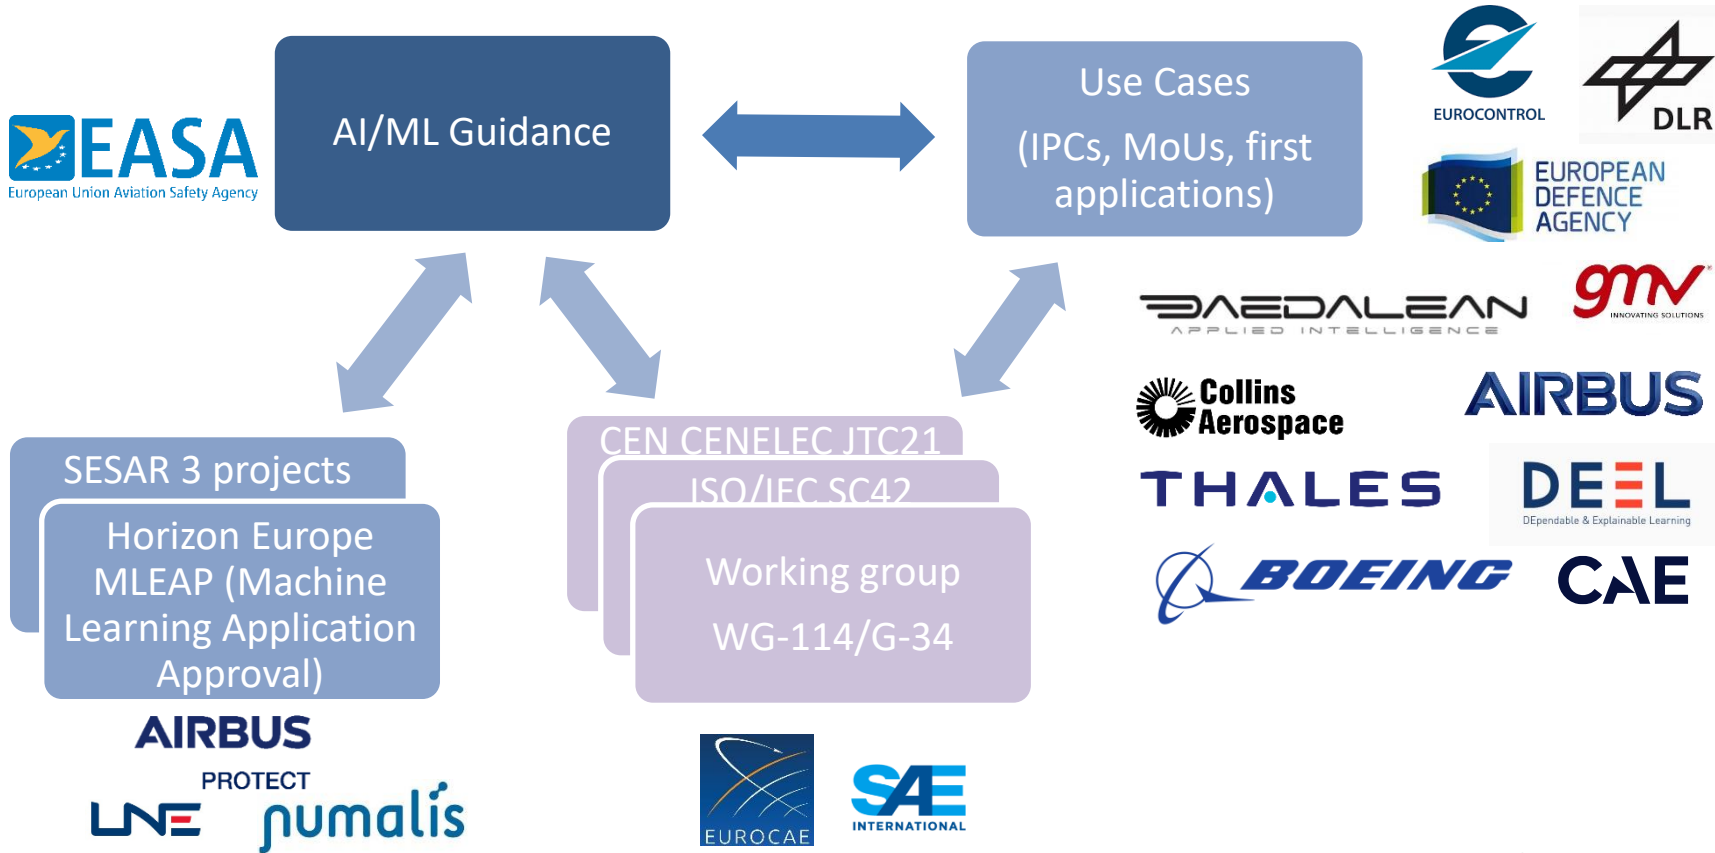 EASA
European Union Aviation Safety Agency
AI/ML Guidance
Use Cases
(IPCs, MoUs, first
applications)
EUROCONTROL
DLR
EUROPEAN
DEFENCE
AGENCY
DAEDALEAN
APPLIED INTELLIGENCE
gmv
INNOVATING SOLUTIONS
Collins
Aerospace
AIRBUS
THALES
DEEL
DEpendable & Explainable Learning
BOEING
CAE
SESAR 3 projects
Horizon Europe
MLEAP (Machine
Learning Application
Approval)
CEN CENELEC JTC21
ISO/IEC SC42
Working group
WG-114/G-34
AIRBUS
PROTECT
LNE
numalis
EUROCAE
SAE
INTERNATIONAL